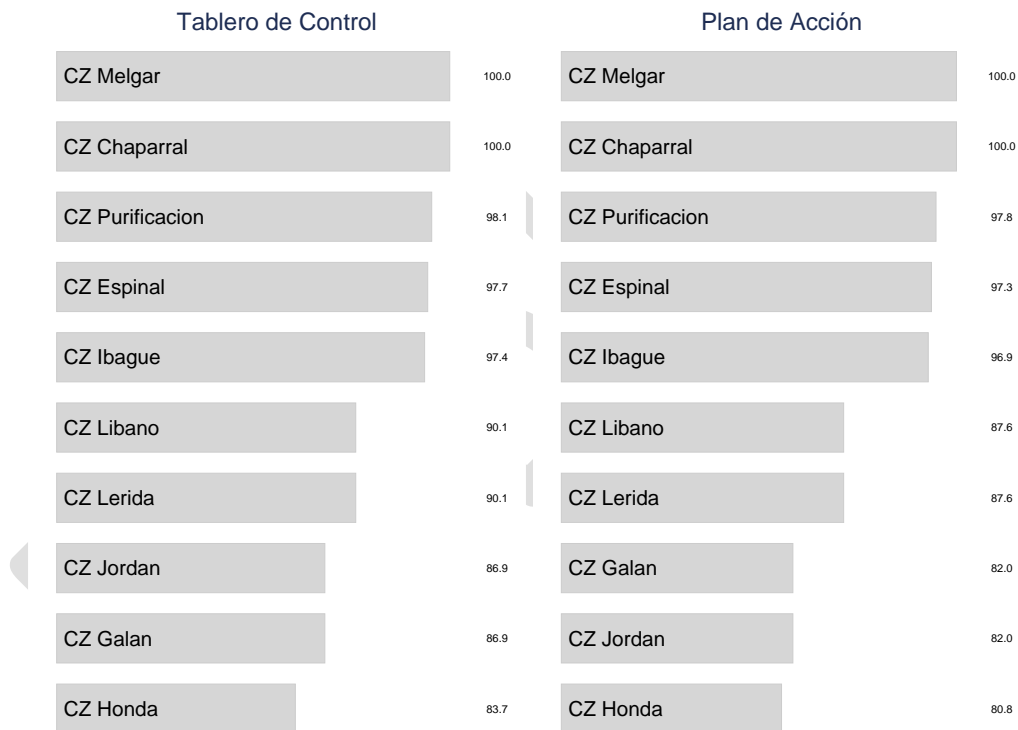 Tablero de Control
CZ Melgar 100.0
CZ Chaparral 100.0
CZ Purificacion 98.1
CZ Espinal 97.7
CZ Ibague 97.4
CZ Libano 90.1
CZ Lerida 90.1
CZ Jordan 86.9
CZ Galan 86.9
CZ Honda 83.7
Plan de Acción
CZ Melgar 100.0
CZ Chaparral 100.0
CZ Purificacion 97.8
CZ Espinal 97.3
CZ Ibague 96.9
CZ Libano 87.6
CZ Lerida 87.6
CZ Galan 82.0
CZ Jordan 82.0
CZ Honda 80.8